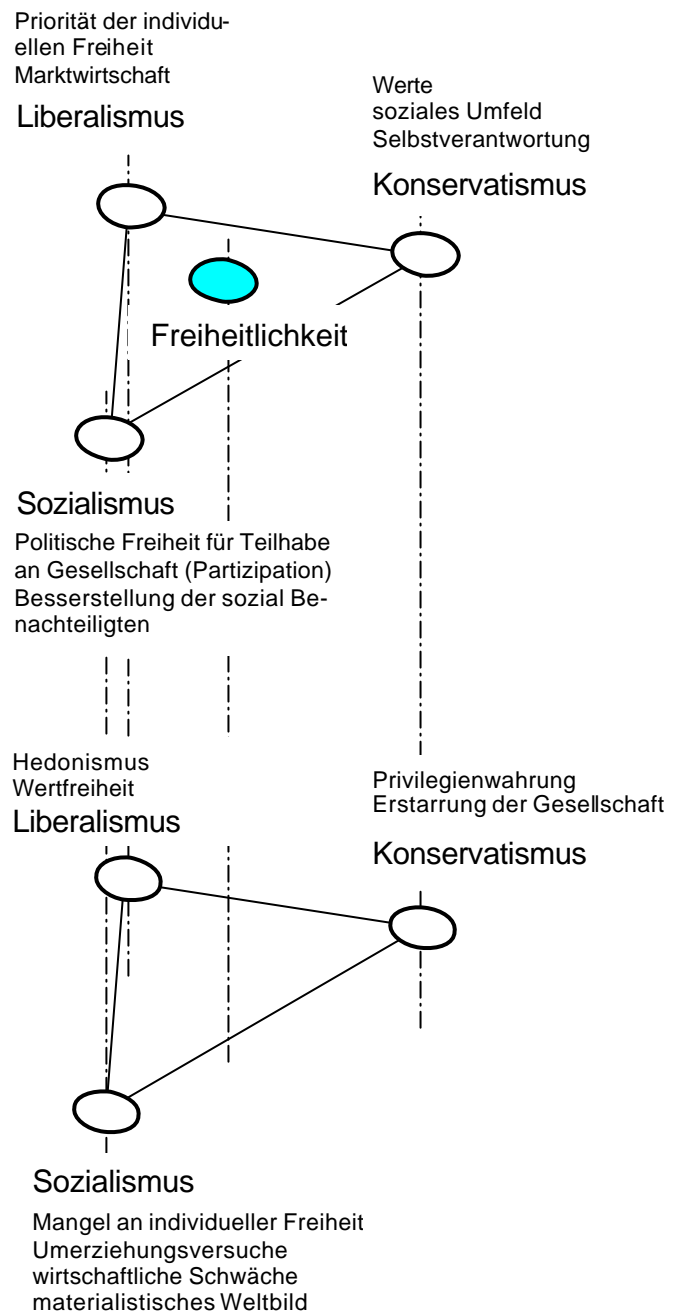 Priorität der individu-
ellen Freiheit
Marktwirtschaft
Liberalismus
Werte
soziales Umfeld
Selbstverantwortung
Konservatismus
Freiheitlichkeit
Sozialismus
Politische Freiheit für Teilhabe
an Gesellschaft (Partizipation)
Besserstellung der sozial Be-
nachteiligten
Hedonismus
Wertfreiheit
Liberalismus
Privilegienwahrung
Erstarrung der Gesellschaft
Konservatismus
Sozialismus
Mangel an individueller Freiheit
Umerziehungsversuche
wirtschaftliche Schwäche
materialistisches Weltbild